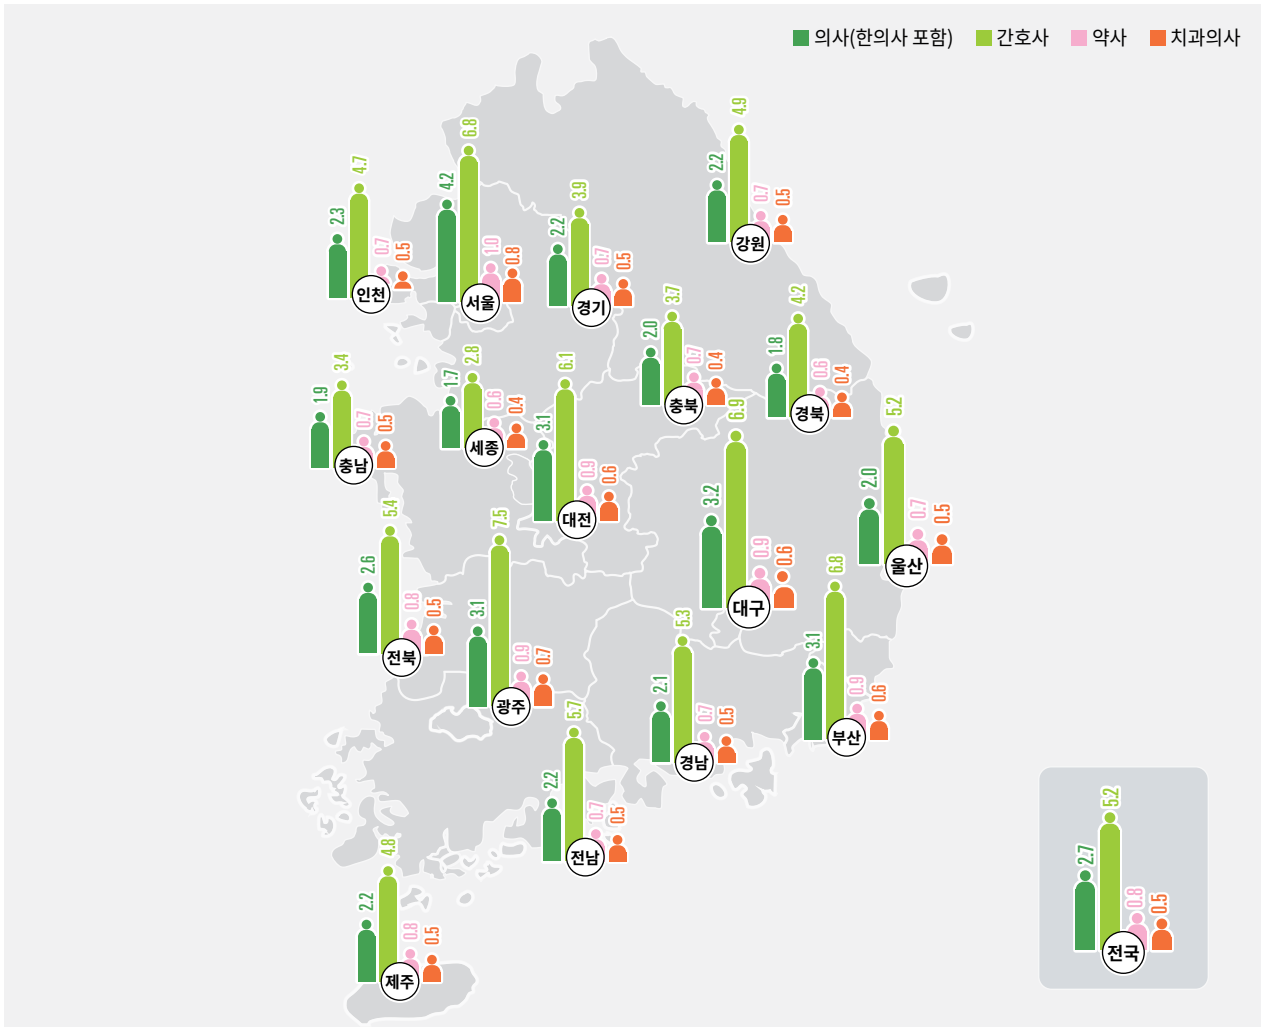 의사(한의사 포함) 간호사 약사 치과의사
2.2 4.9 0.7 0.5
강원
4.2 6.8 1.0 0.8
서울
2.3 4.7 0.7 0.5
인천
2.2 3.9 0.7 0.5
경기
2.0 3.7 0.7 0.4
충북
1.8 4.2 0.6 0.4
경북
1.9 3.4 0.7 0.5
충남
1.7 2.8 0.6 0.4
세종
3.1 6.1 0.9 0.6
대전
3.2 6.9 0.9 0.6
대구
2.0 5.2 0.7 0.5
울산
2.6 5.4 0.8 0.5
전북
3.1 7.5 0.9 0.7
광주
2.1 5.3 0.7 0.5
경남
3.1 6.8 0.9 0.6
부산
2.2 5.7 0.7 0.5
전남
2.2 4.8 0.8 0.5
제주
2.7 5.2 0.8 0.5
전국